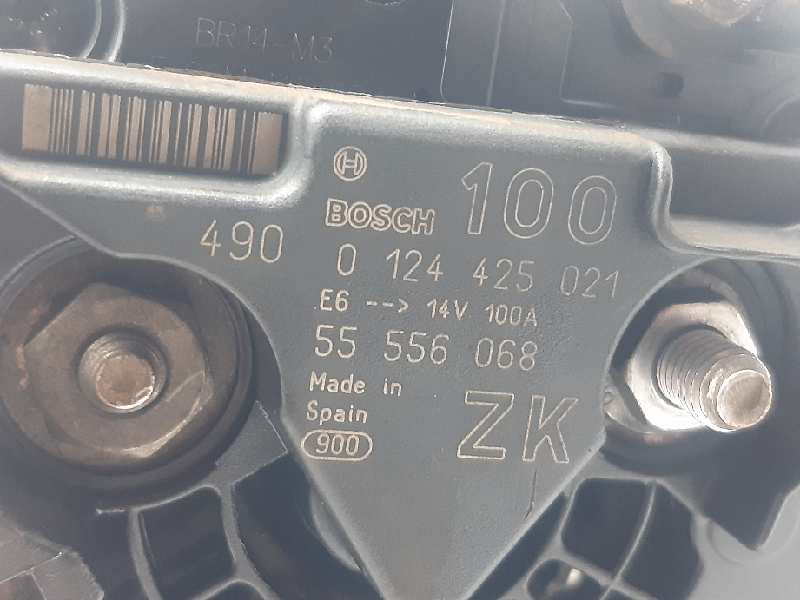 BR14-M3
BOSCH 100
490 0 124 425 021
E6 --> 14V 100A
55 556 068
Made in
Spain
900
ZK